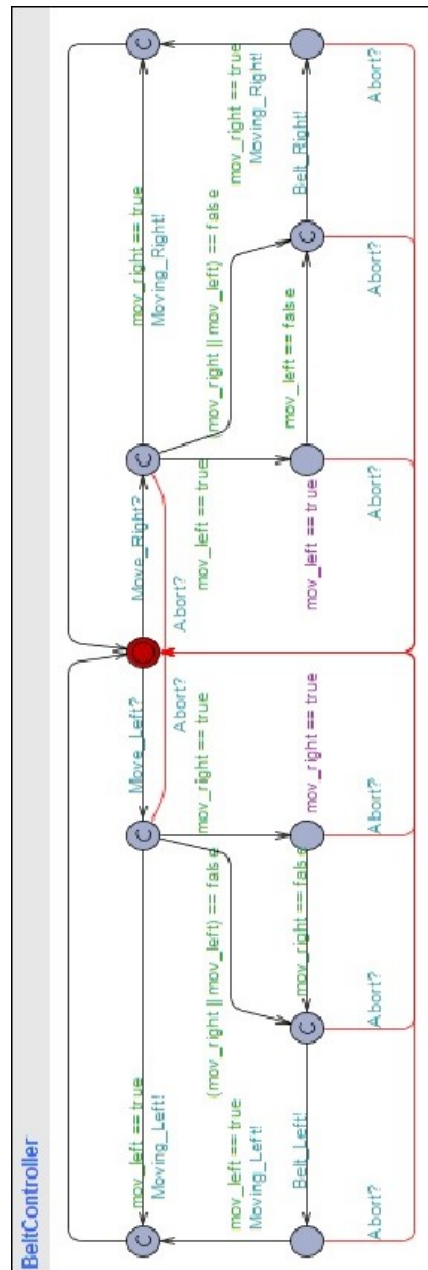 BeltController
C
mov_left == true
Moving_Left!
C
Move_Left?
Move_Right?
C
mov_right == true
Moving_Right!
C
Abort?
Abort?
mov_right == true
mov_left == true
(mov_right || mov_left) == false
(mov_right || mov_left) == false
mov_left == true
Moving_Left!
mov_right == true
Moving_Right!
Belt_Left!
C
mov_right == false
mov_right == true
mov_left == true
mov_left == false
C
Belt_Right!
Abort?
Abort?
Abort?
Abort?
Abort?
Abort?